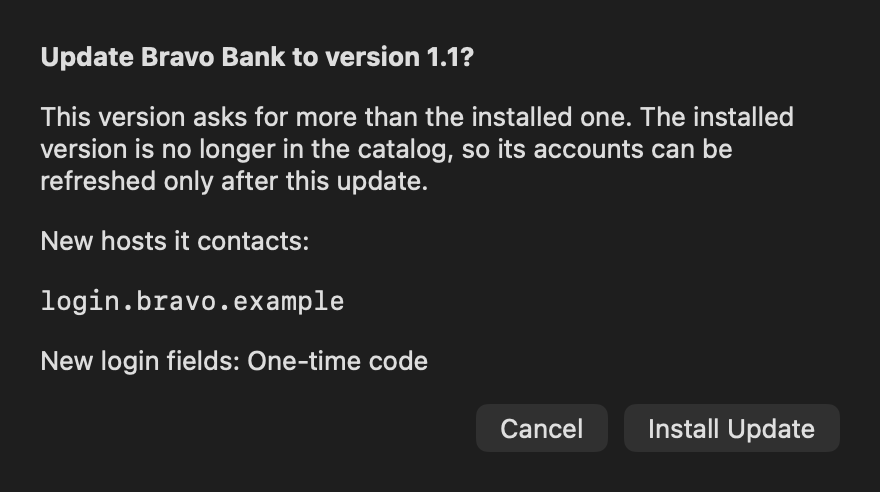 Update Bravo Bank to version 1.1?
This version asks for more than the installed one. The installed
version is no longer in the catalog, so its accounts can be
refreshed only after this update.
New hosts it contacts:
login.bravo.example
New login fields: One-time code
Cancel
Install Update